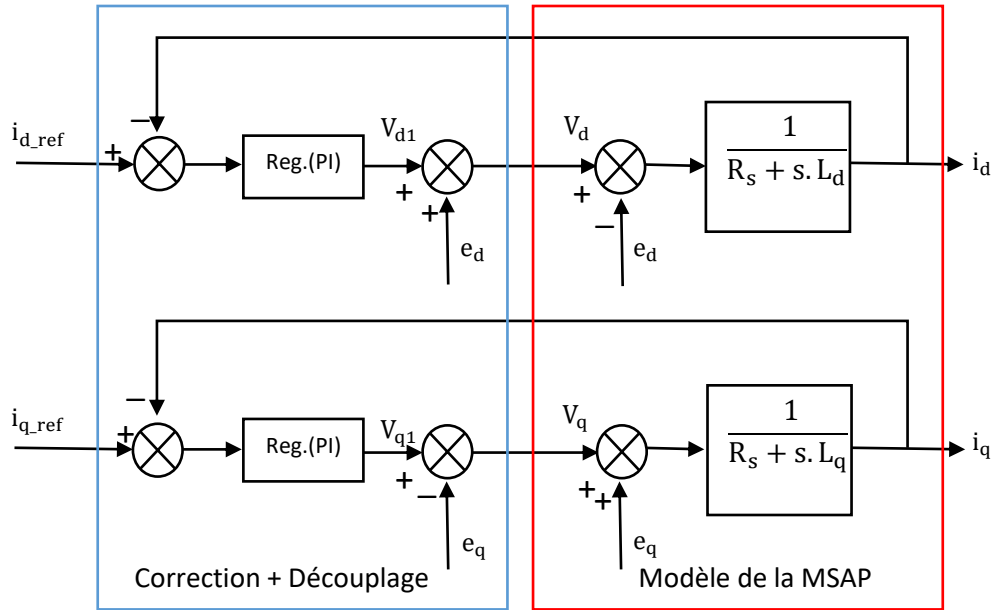 −
i_d_ref
+
Reg.(PI)
V_d1
+
+
e_d
V_d
+
−
e_d
1
R_s + s. L_d
i_d
−
i_q_ref
+
Reg.(PI)
V_q1
+
−
e_q
V_q
+
+
e_q
1
R_s + s. L_q
i_q
Correction + Découplage
Modèle de la MSAP